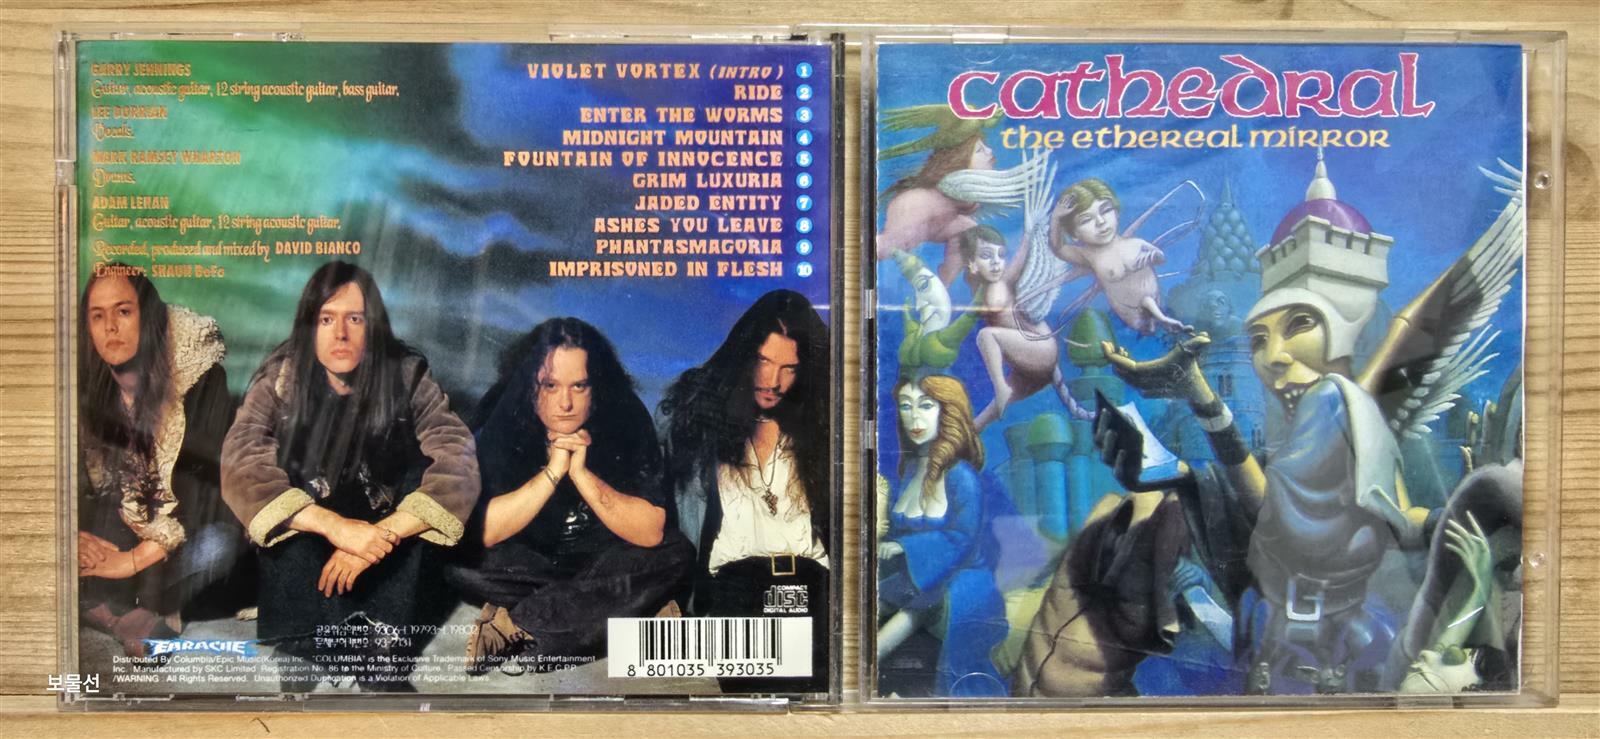 GARRY JENNINGS
Guitar, acoustic guitar, 12 string acoustic guitar, bass guitar.
LEE DORRIAN
Vocals.
MARK RAMSEY WHARTON
Drums.
ADAM LEHAN
Guitar, acoustic guitar, 12 string acoustic guitar.
Recorded, produced and mixed by DAVID BIANCO
Engineer: SHAUN DeFo
VIOLET VORTEX (INTRO) 1
RIDE 2
ENTER THE WORMS 3
MIDNIGHT MOUNTAIN 4
FOUNTAIN OF INNOCENCE 5
GRIM LUXURIA 6
JADED ENTITY 7
ASHES YOU LEAVE 8
PHANTASMAGORIA 9
IMPRISONED IN FLESH 10
COMPACT
disc
DIGITAL AUDIO
EARACHE
93-2131
Distributed By Columbia/Epic Music(Korea) Inc. "COLUMBIA" is the Exclusive Trademark of Sony Music Entertainment
Inc. Manufactured by SKC Limited. Registration No. 86 to the Ministry of Culture. Passed Censorship by K.F.C.P.P.
/WARNING : All Rights Reserved. Unauthorized Duplication is a Violation of Applicable Laws
8 801035 393035
보물선
cathedral
the ethereal mirror